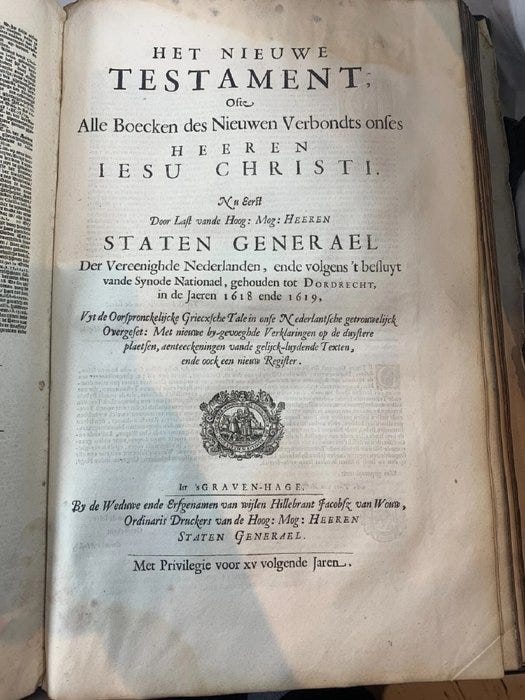 HET NIEUWE
TESTAMENT,
Ofte
Alle Boecken des Nieuwen Verbondts onses
HEEREN
IESU CHRISTI.
Nu Eerst
Door Last vande Hoog: Mog: HEEREN
STATEN GENERAEL
Der Vereenighde Nederlanden, ende volgens 't besluyt
vande Synode Nationael, gehouden tot DORDRECHT,
in de Jaeren 1618 ende 1619,
Uyt de Oorspronckelijcke Griecxsche Tale in onse Nederlantsche getrouwelijck
Overgeset: Met nieuwe by-gevoeghde Verklaringen op de duystere
plaetsen, aenteeckeningen vande gelijck-luydende Texten,
ende oock een nieuw Register.
In 'sGRAVEN-HAGE.
By de Weduwe ende Erfgenamen van wijlen Hillebrant Jacobsz van Wouw,
Ordinaris Druckers van de Hoog: Mog: HEEREN
STATEN GENERAEL.
Met Privilegie voor XV volgende Jaren.